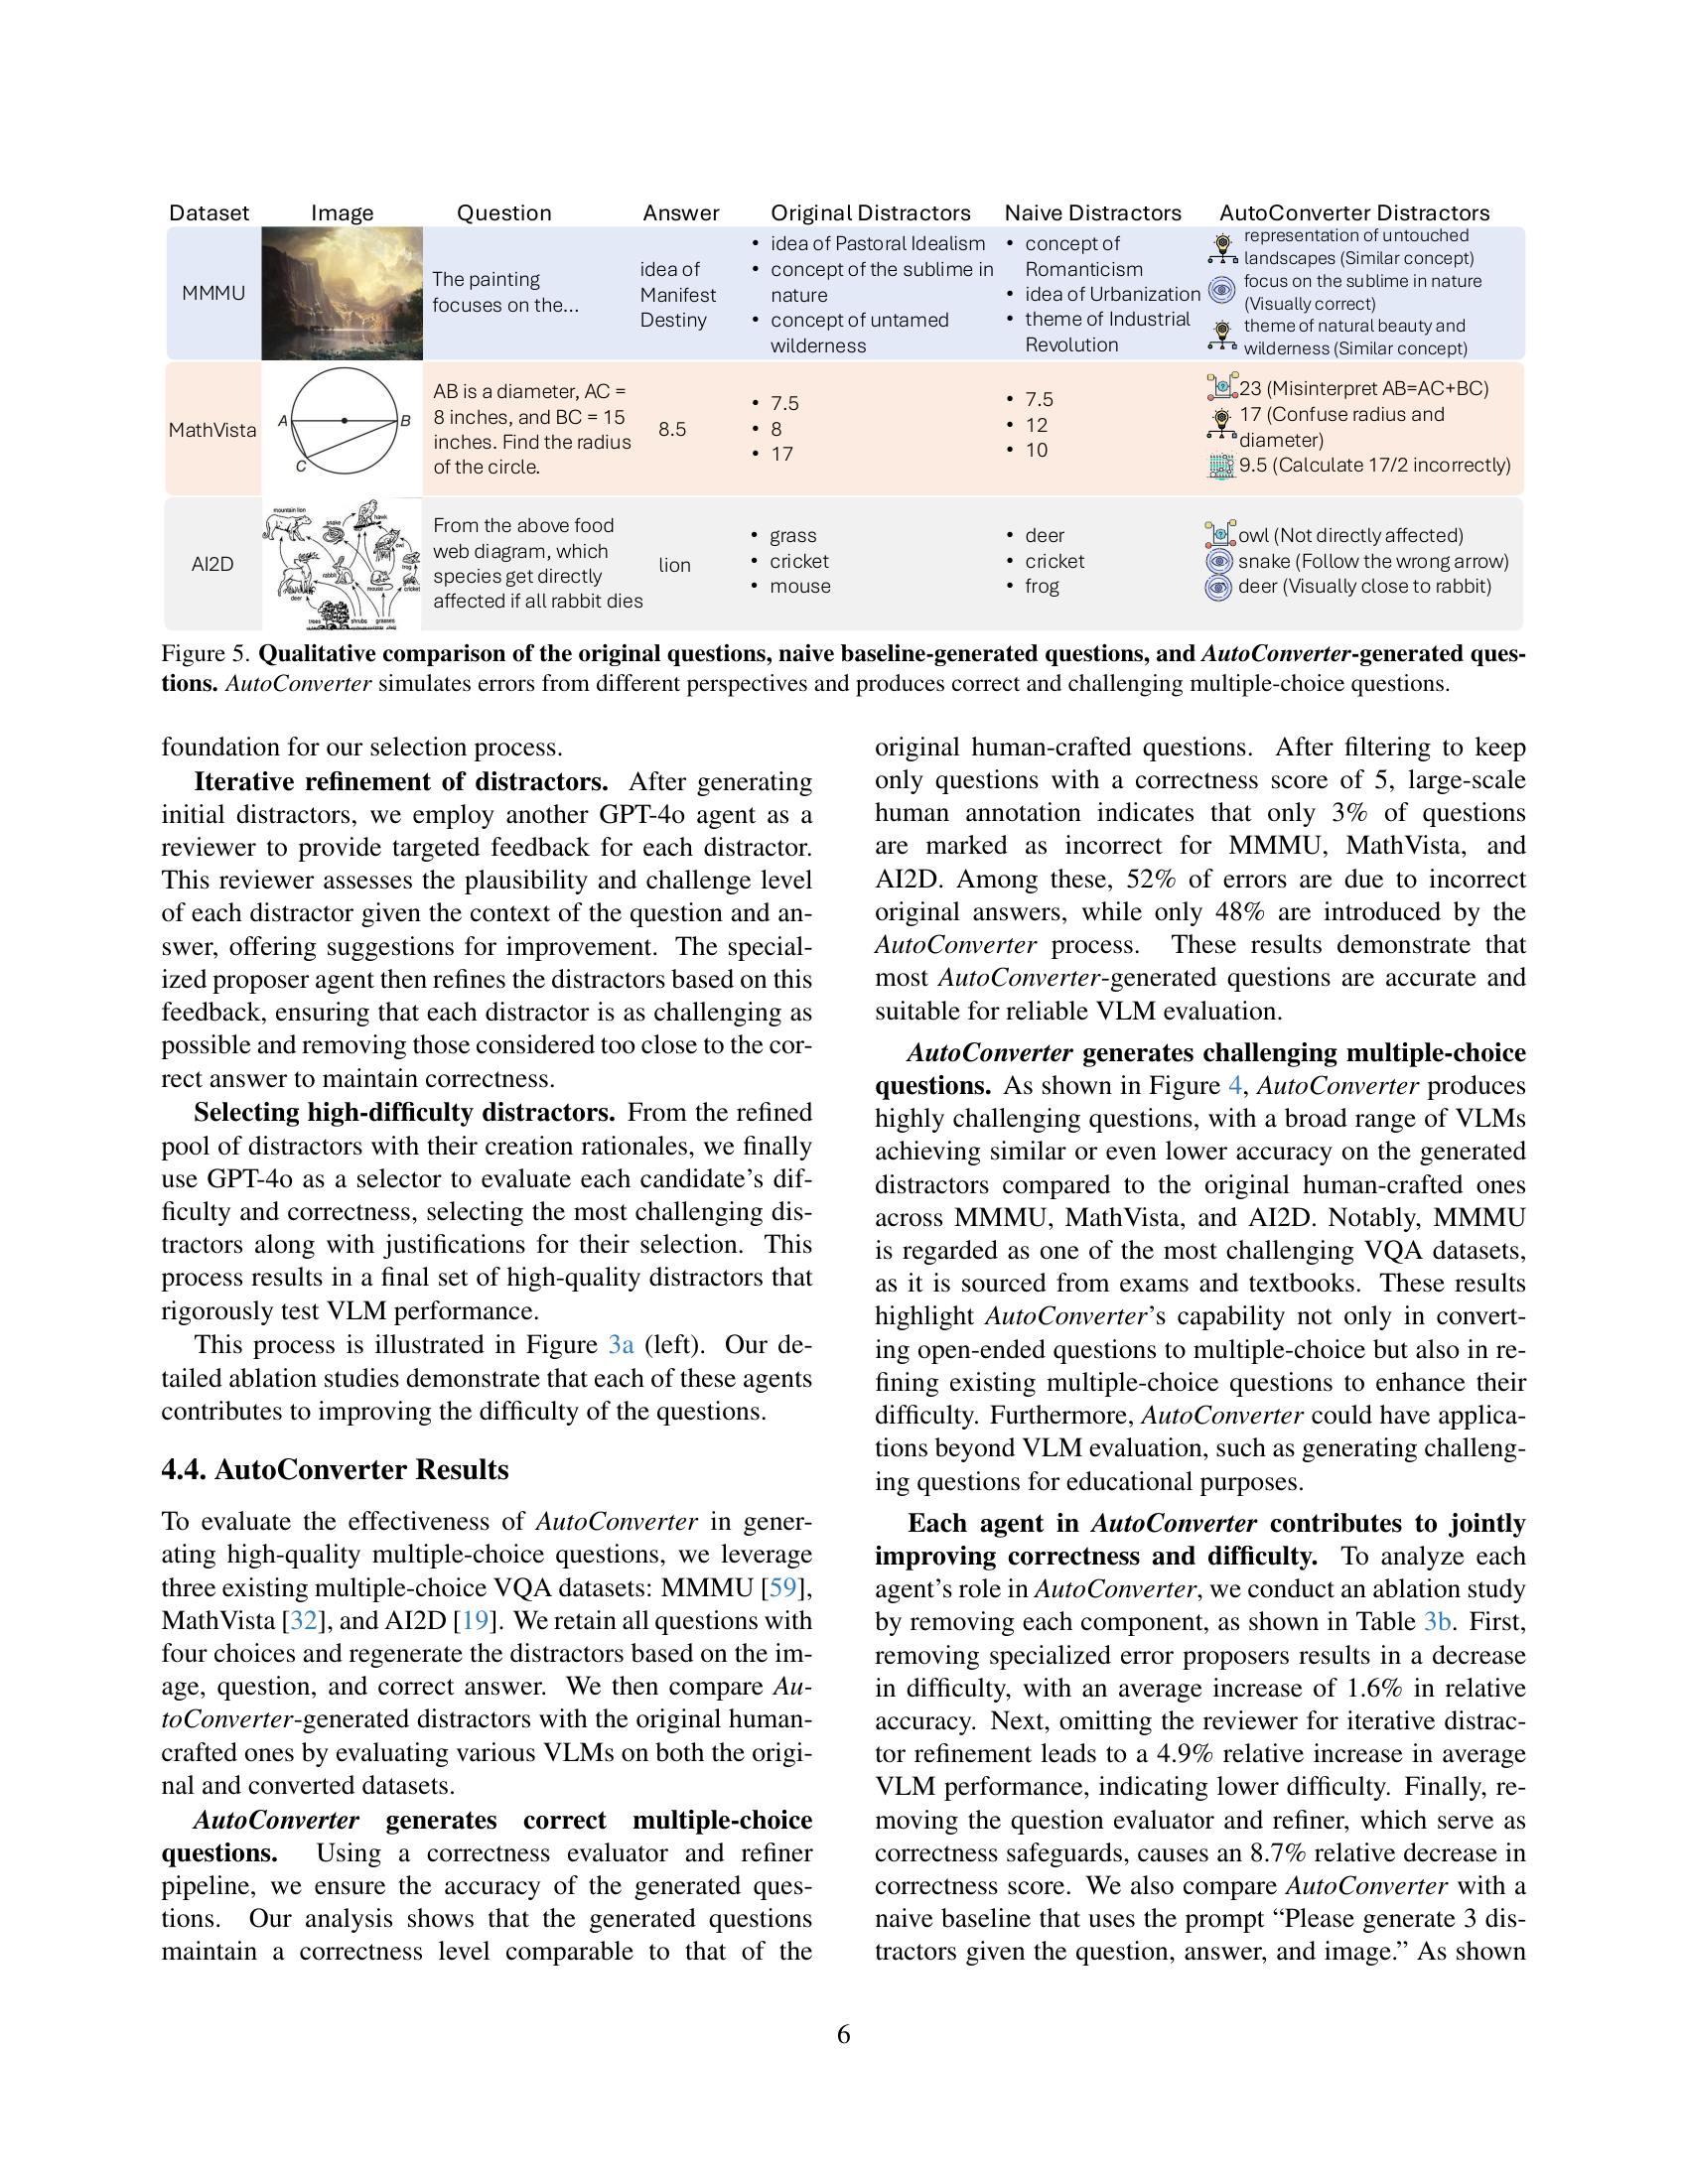 Dataset Image Question Answer Original Distractors Naive Distractors AutoConverter Distractors
MMMU
The painting
focuses on the...
idea of
Manifest
Destiny
• idea of Pastoral Idealism
• concept of the sublime in
nature
• concept of untamed
wilderness
• concept of
Romanticism
• idea of Urbanization
• theme of Industrial
Revolution
representation of untouched
landscapes (Similar concept)
focus on the sublime in nature
(Visually correct)
theme of natural beauty and
wilderness (Similar concept)
MathVista
A
B
C
AB is a diameter, AC =
8 inches, and BC = 15
inches. Find the radius
of the circle.
8.5
• 7.5
• 8
• 17
• 7.5
• 12
• 10
23 (Misinterpret AB=AC+BC)
17 (Confuse radius and
diameter)
9.5 (Calculate 17/2 incorrectly)
AI2D
mountain lion
snake
hawk
owl
rabbit
frog
deer
mouse
cricket
trees shrubs grasses
From the above food
web diagram, which
species get directly
affected if all rabbit dies
lion
• grass
• cricket
• mouse
• deer
• cricket
• frog
owl (Not directly affected)
snake (Follow the wrong arrow)
deer (Visually close to rabbit)
Figure 5. Qualitative comparison of the original questions, naive baseline-generated questions, and AutoConverter-generated ques-
tions. AutoConverter simulates errors from different perspectives and produces correct and challenging multiple-choice questions.
foundation for our selection process.
Iterative refinement of distractors. After generating
initial distractors, we employ another GPT-4o agent as a
reviewer to provide targeted feedback for each distractor.
This reviewer assesses the plausibility and challenge level
of each distractor given the context of the question and an-
swer, offering suggestions for improvement. The special-
ized proposer agent then refines the distractors based on this
feedback, ensuring that each distractor is as challenging as
possible and removing those considered too close to the cor-
rect answer to maintain correctness.
Selecting high-difficulty distractors. From the refined
pool of distractors with their creation rationales, we finally
use GPT-4o as a selector to evaluate each candidate's dif-
ficulty and correctness, selecting the most challenging dis-
tractors along with justifications for their selection. This
process results in a final set of high-quality distractors that
rigorously test VLM performance.
This process is illustrated in Figure 3a (left). Our de-
tailed ablation studies demonstrate that each of these agents
contributes to improving the difficulty of the questions.
4.4. AutoConverter Results
To evaluate the effectiveness of AutoConverter in gener-
ating high-quality multiple-choice questions, we leverage
three existing multiple-choice VQA datasets: MMMU [59],
MathVista [32], and AI2D [19]. We retain all questions with
four choices and regenerate the distractors based on the im-
age, question, and correct answer. We then compare Au-
toConverter-generated distractors with the original human-
crafted ones by evaluating various VLMs on both the origi-
nal and converted datasets.
AutoConverter generates correct multiple-choice
questions. Using a correctness evaluator and refiner
pipeline, we ensure the accuracy of the generated ques-
tions. Our analysis shows that the generated questions
maintain a correctness level comparable to that of the
original human-crafted questions. After filtering to keep
only questions with a correctness score of 5, large-scale
human annotation indicates that only 3% of questions
are marked as incorrect for MMMU, MathVista, and
AI2D. Among these, 52% of errors are due to incorrect
original answers, while only 48% are introduced by the
AutoConverter process. These results demonstrate that
most AutoConverter-generated questions are accurate and
suitable for reliable VLM evaluation.
AutoConverter generates challenging multiple-choice
questions. As shown in Figure 4, AutoConverter produces
highly challenging questions, with a broad range of VLMs
achieving similar or even lower accuracy on the generated
distractors compared to the original human-crafted ones
across MMMU, MathVista, and AI2D. Notably, MMMU
is regarded as one of the most challenging VQA datasets,
as it is sourced from exams and textbooks. These results
highlight AutoConverter's capability not only in convert-
ing open-ended questions to multiple-choice but also in re-
fining existing multiple-choice questions to enhance their
difficulty. Furthermore, AutoConverter could have applica-
tions beyond VLM evaluation, such as generating challeng-
ing questions for educational purposes.
Each agent in AutoConverter contributes to jointly
improving correctness and difficulty. To analyze each
agent's role in AutoConverter, we conduct an ablation study
by removing each component, as shown in Table 3b. First,
removing specialized error proposers results in a decrease
in difficulty, with an average increase of 1.6% in relative
accuracy. Next, omitting the reviewer for iterative distrac-
tor refinement leads to a 4.9% relative increase in average
VLM performance, indicating lower difficulty. Finally, re-
moving the question evaluator and refiner, which serve as
correctness safeguards, causes an 8.7% relative decrease in
correctness score. We also compare AutoConverter with a
naive baseline that uses the prompt “Please generate 3 dis-
tractors given the question, answer, and image.” As shown
6